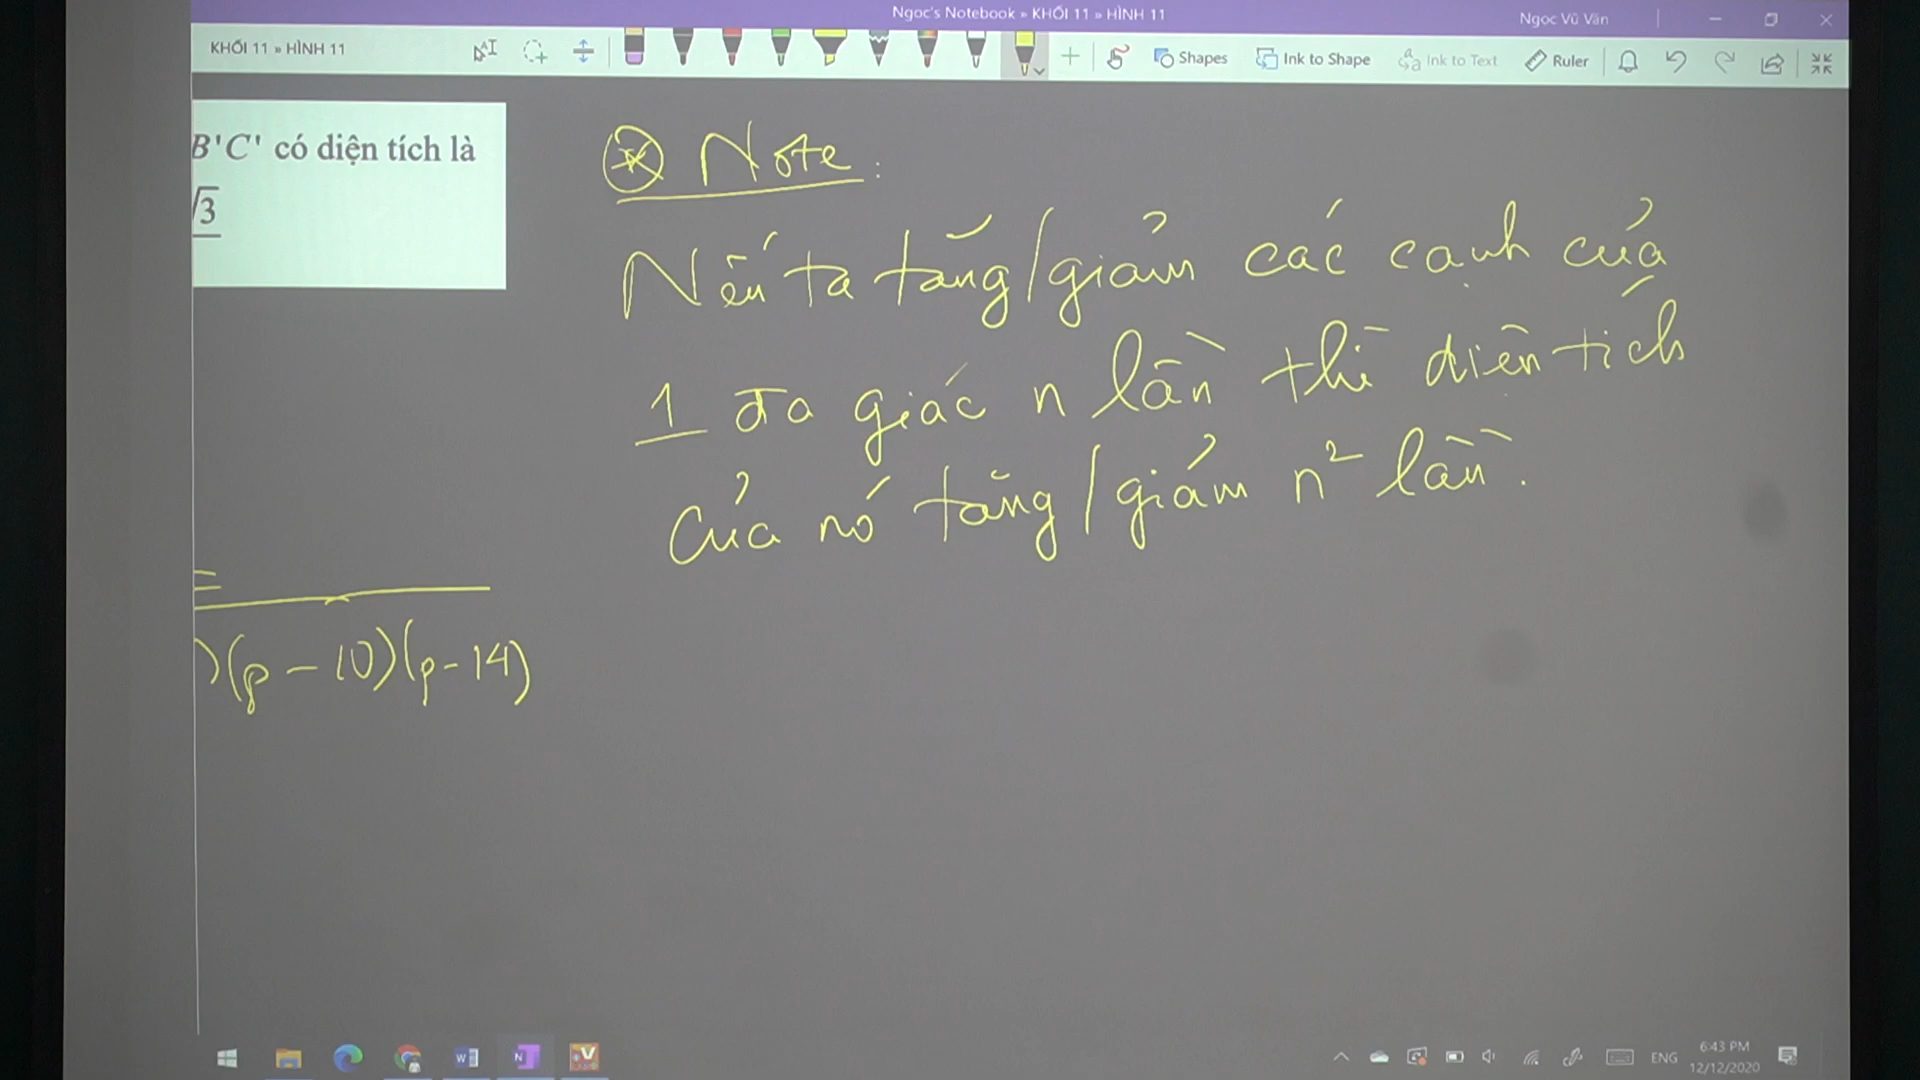 Ngoc's Notebook » KHỐI 11 » HÌNH 11
Ngoc Vũ Văn
KHỐI 11 » HÌNH 11
Shapes
Ink to Shape
Ink to Text
Ruler
B'C' có diện tích là
√3
Note:
Nếu ta tăng/giảm các cạnh của
1 đa giác n lần thì diện tích
của nó tăng/giảm n² lần.
)(p - 10)(p - 14)
ENG
6:43 PM
12/12/2020